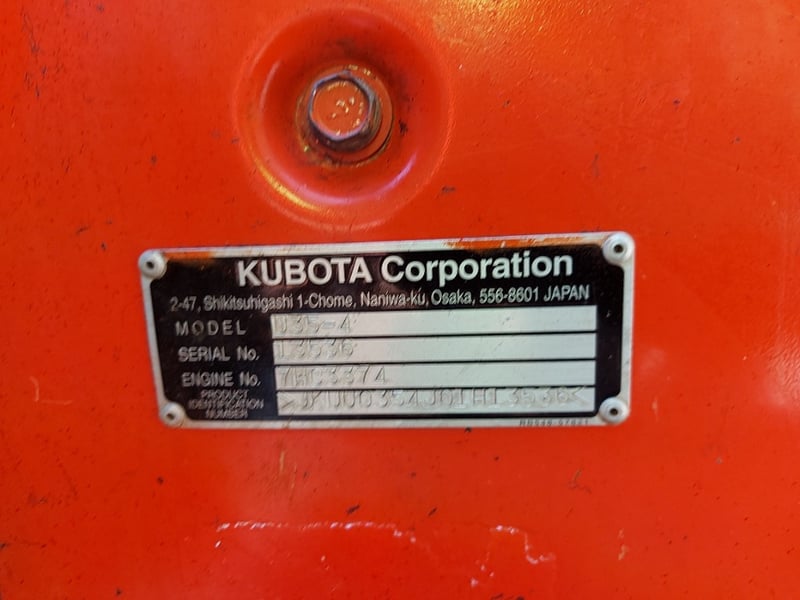 KUBOTA Corporation
2-47, Shikitsuhigashi 1-Chome, Naniwa-ku, Osaka, 556-8601 JAPAN
MODEL U35-4
SERIAL No. 13536
ENGINE No.
PRODUCT
IDENTIFICATION
NUMBER